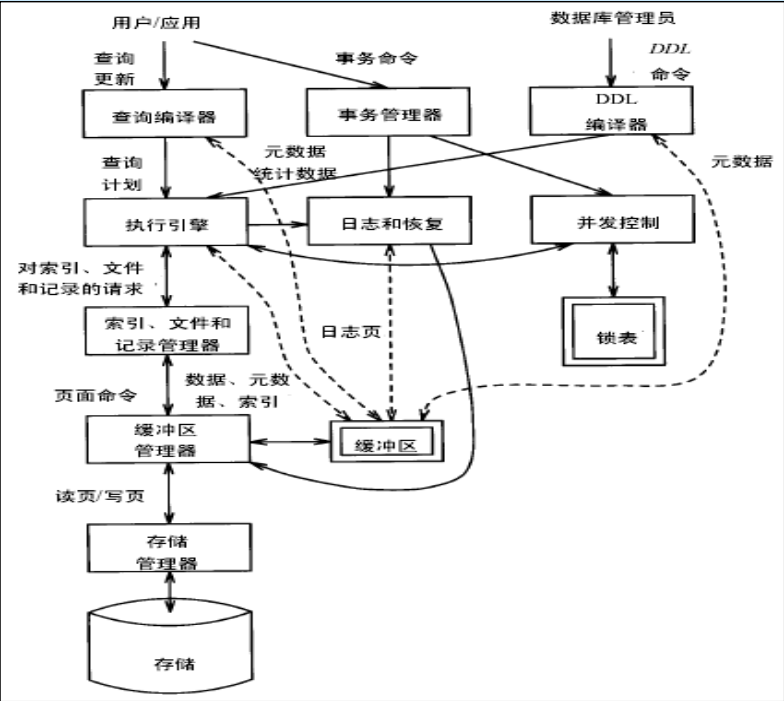 用户/应用
数据库管理员
查询
更新
事务命令
DDL
命令
查询编译器
事务管理器
DDL
编译器
查询
计划
元数据
统计数据
元数据
执行引擎
日志和恢复
并发控制
对索引、文件
和记录的请求
索引、文件和
记录管理器
日志页
锁表
页面命令
数据、元数
据、索引
缓冲区
管理器
缓冲区
读页/写页
存储
管理器
存储